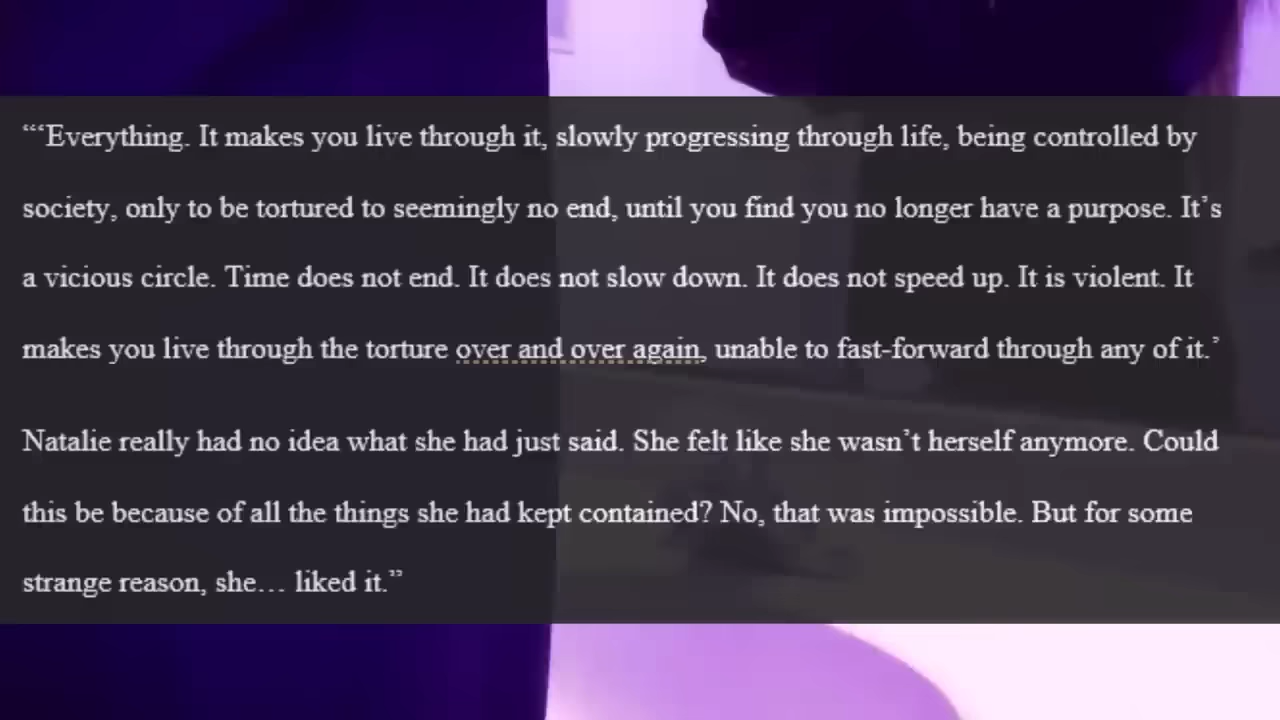 “‘Everything. It makes you live through it, slowly progressing through life, being controlled by
society, only to be tortured to seemingly no end, until you find you no longer have a purpose. It’s
a vicious circle. Time does not end. It does not slow down. It does not speed up. It is violent. It
makes you live through the torture over and over again, unable to fast-forward through any of it.’
Natalie really had no idea what she had just said. She felt like she wasn’t herself anymore. Could
this be because of all the things she had kept contained? No, that was impossible. But for some
strange reason, she… liked it.”